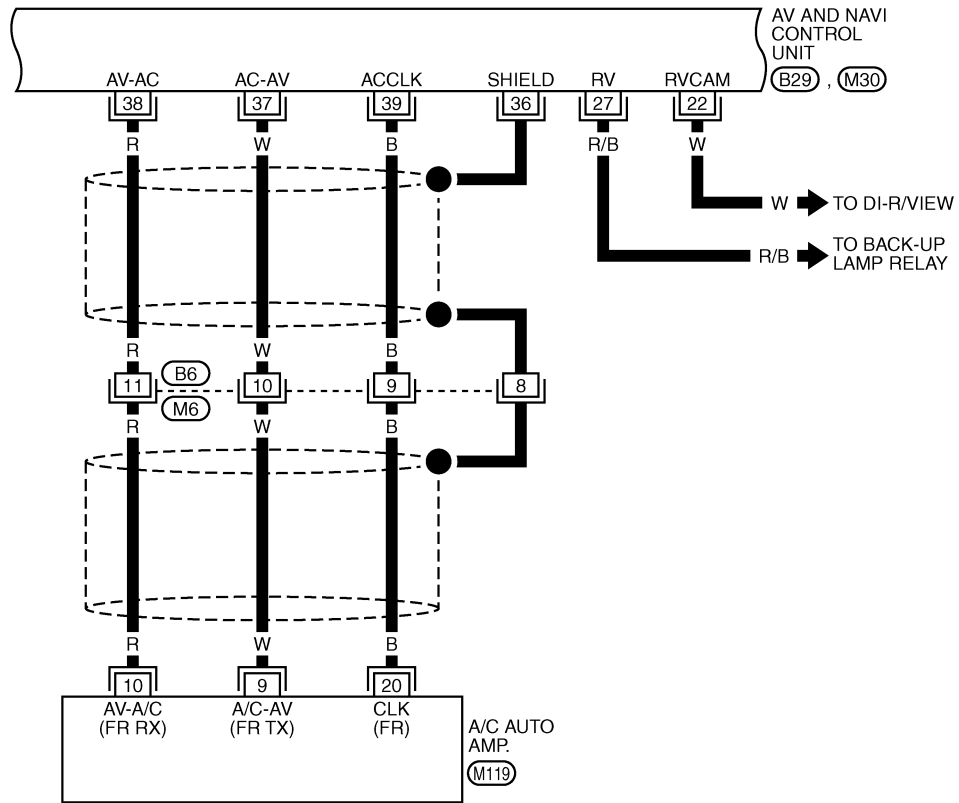 AV AND NAVI
CONTROL
UNIT
B29 , M30
AV-AC AC-AV ACCLK SHIELD RV RVCAM
38 37 39 36 27 22
R W B R/B W
W TO DI-R/VIEW
R/B TO BACK-UP
LAMP RELAY
R W B
11 B6 10 9 8
M6
R W B
R W B
10 9 20
AV-A/C A/C-AV CLK
(FR RX) (FR TX) (FR)
A/C AUTO
AMP.
M119